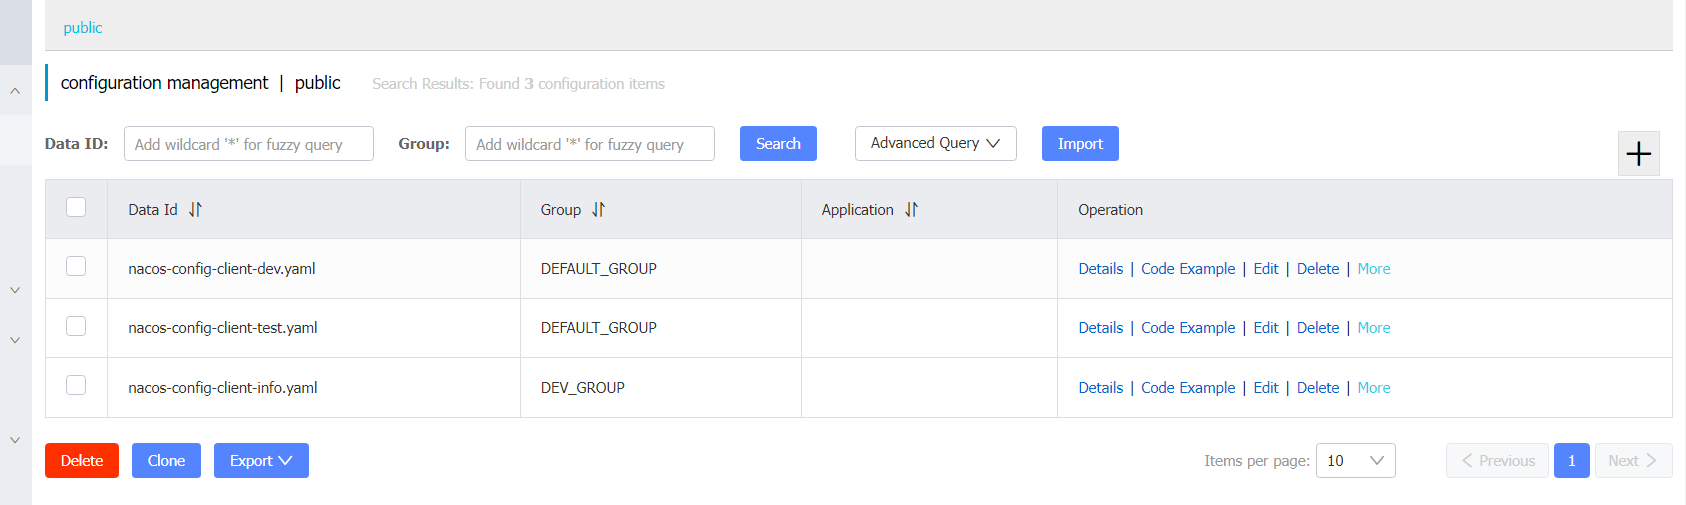 public
configuration management | public Search Results: Found 3 configuration items
Data ID: Add wildcard '*' for fuzzy query Group: Add wildcard '*' for fuzzy query Search Advanced Query Import
Data Id Group Application Operation
nacos-config-client-dev.yaml DEFAULT_GROUP Details | Code Example | Edit | Delete | More
nacos-config-client-test.yaml DEFAULT_GROUP Details | Code Example | Edit | Delete | More
nacos-config-client-info.yaml DEV_GROUP Details | Code Example | Edit | Delete | More
Delete Clone Export Items per page: 10 Previous 1 Next